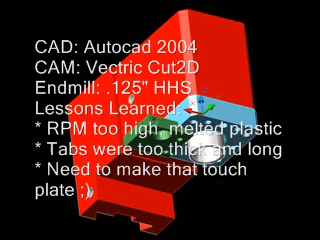 CAD: Autocad 2004
CAM: Vectric Cut2D
Endmill: .125" HHS
Lessons Learned:
* RPM too high, melted plastic
* Tabs were too thick and long
* Need to make that touch
plate ;)